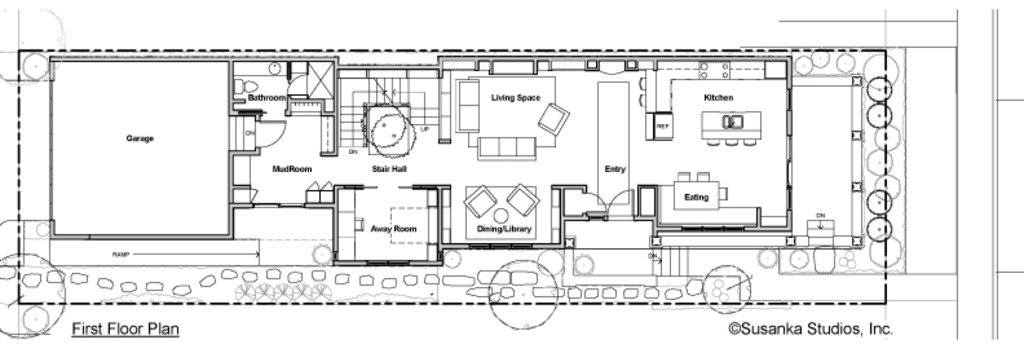 Bathroom
Living Space
Kitchen
Garage
DN
UP
REF
DN
MudRoom
Stair Hall
Entry
Eating
Away Room
Dining/Library
DN
RAMP
DN
First Floor Plan
©Susanka Studios, Inc.